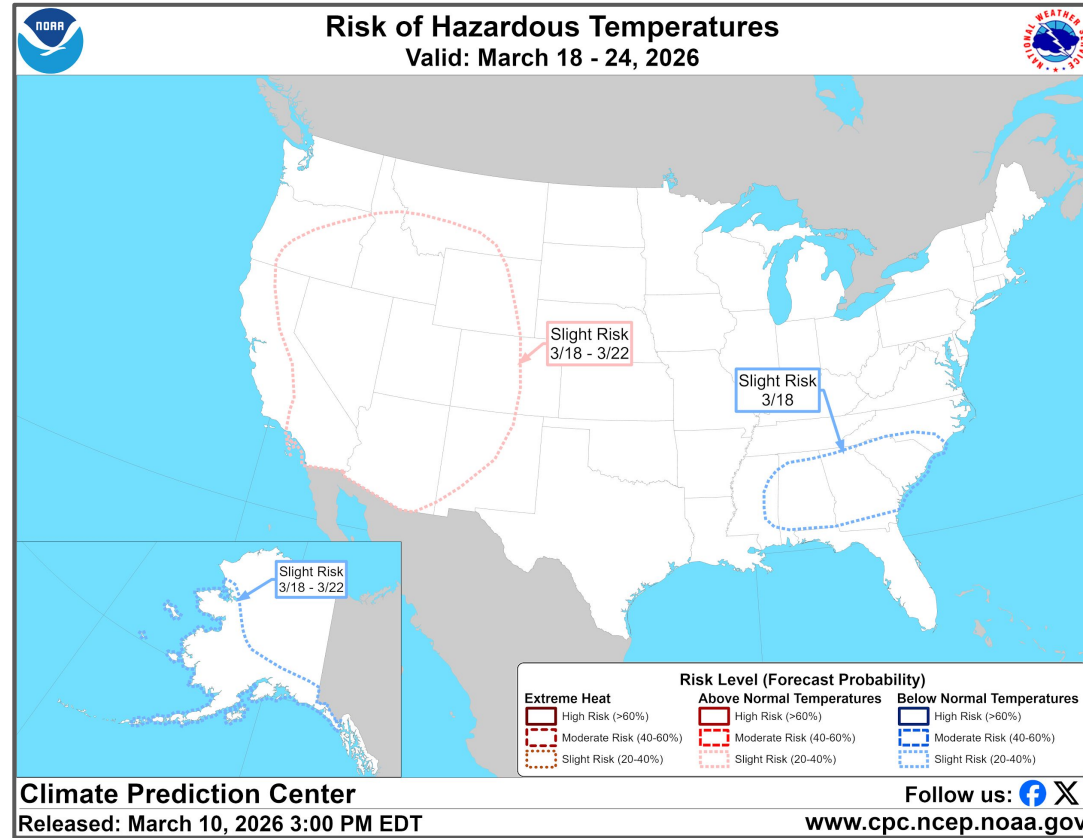 NOAA
Risk of Hazardous Temperatures
Valid: March 18 - 24, 2026
NATIONAL WEATHER SERVICE
Slight Risk
3/18 - 3/22
Slight Risk
3/18
Slight Risk
3/18 - 3/22
Risk Level (Forecast Probability)
Extreme Heat
High Risk (>60%)
Moderate Risk (40-60%)
Slight Risk (20-40%)
Above Normal Temperatures
High Risk (>60%)
Moderate Risk (40-60%)
Slight Risk (20-40%)
Below Normal Temperatures
High Risk (>60%)
Moderate Risk (40-60%)
Slight Risk (20-40%)
Climate Prediction Center
Follow us:
Released: March 10, 2026 3:00 PM EDT
www.cpc.ncep.noaa.gov